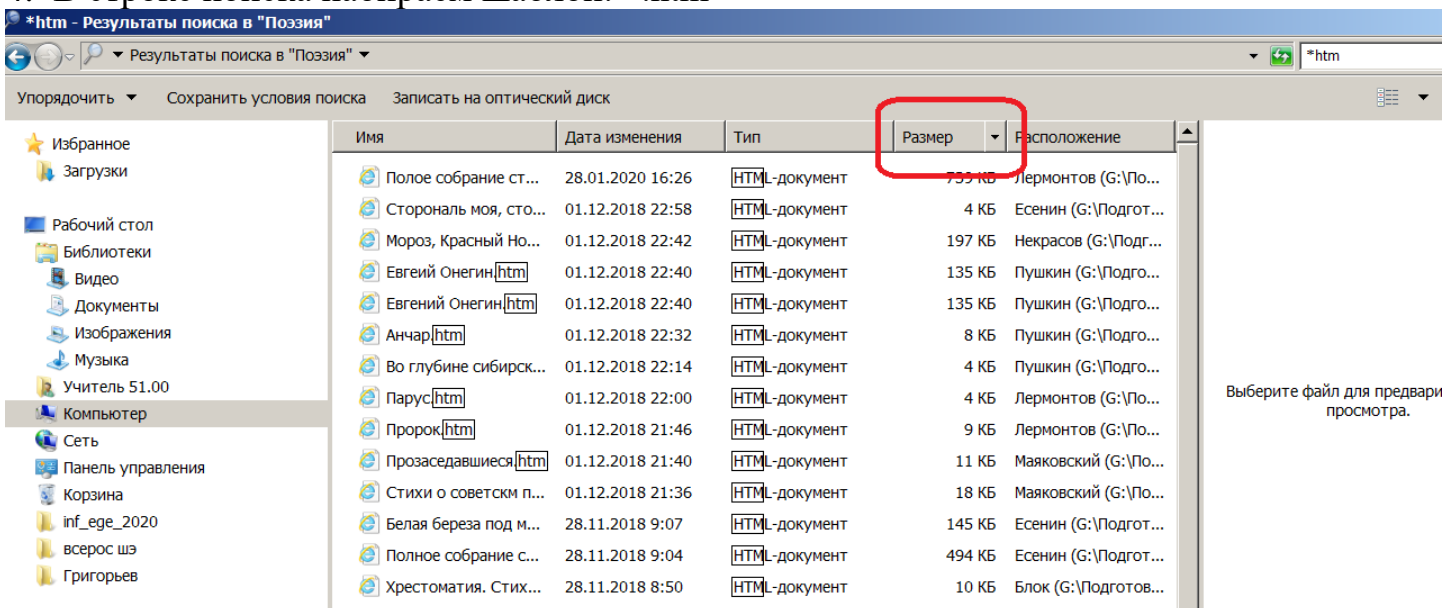 4. В строке поиска набираем шаблон: *htm
*htm - Результаты поиска в "Поэзия"
Результаты поиска в "Поэзия"
*htm
Упорядочить Сохранить условия поиска Записать на оптический диск
Избранное
Загрузки
Рабочий стол
Библиотеки
Видео
Документы
Изображения
Музыка
Учитель 51.00
Компьютер
Сеть
Панель управления
Корзина
inf_ege_2020
всерос шэ
Григорьев
Имя Дата изменения Тип Размер Расположение
Полое собрание ст... 28.01.2020 16:26 HTML-документ 759 КБ Лермонтов (G:\По...
Сторональ моя, сто... 01.12.2018 22:58 HTML-документ 4 КБ Есенин (G:\Подгот...
Мороз, Красный Но... 01.12.2018 22:42 HTML-документ 197 КБ Некрасов (G:\Подг...
Евгеий Онегин.htm 01.12.2018 22:40 HTML-документ 135 КБ Пушкин (G:\Подго...
Евгений Онегин.htm 01.12.2018 22:40 HTML-документ 135 КБ Пушкин (G:\Подго...
Анчар.htm 01.12.2018 22:32 HTML-документ 8 КБ Пушкин (G:\Подго...
Во глубине сибирск... 01.12.2018 22:14 HTML-документ 4 КБ Пушкин (G:\Подго...
Парус.htm 01.12.2018 22:00 HTML-документ 4 КБ Лермонтов (G:\По...
Пророк.htm 01.12.2018 21:46 HTML-документ 9 КБ Лермонтов (G:\По...
Прозаседавшиеся.htm 01.12.2018 21:40 HTML-документ 11 КБ Маяковский (G:\По...
Стихи о советскм п... 01.12.2018 21:36 HTML-документ 18 КБ Маяковский (G:\По...
Белая береза под м... 28.11.2018 9:07 HTML-документ 145 КБ Есенин (G:\Подгот...
Полное собрание с... 28.11.2018 9:04 HTML-документ 494 КБ Есенин (G:\Подгот...
Хрестоматия. Стих... 28.11.2018 8:50 HTML-документ 10 КБ Блок (G:\Подготов...
Выберите файл для предвари
просмотра.